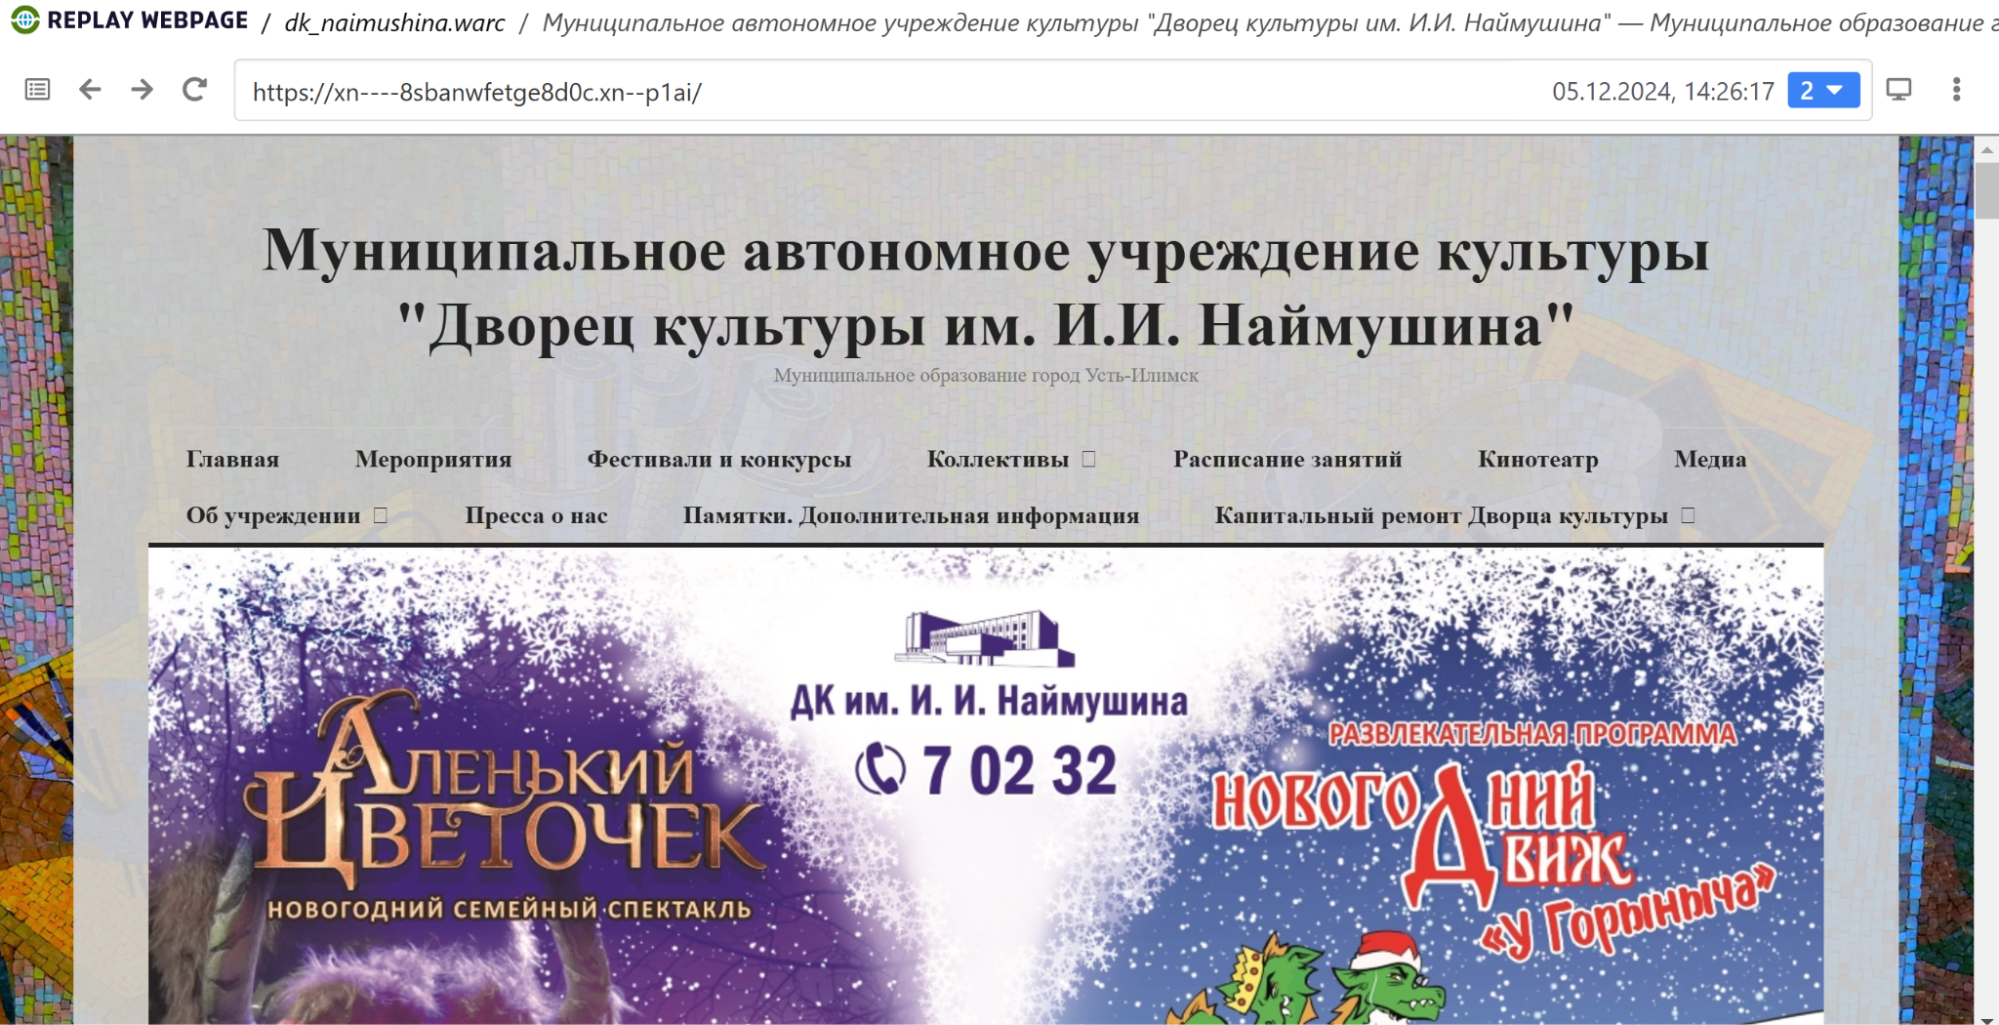 REPLAY WEBPAGE / dk_naimushina.warc / Муниципальное автономное учреждение культуры "Дворец культуры им. И.И. Наймушина" — Муниципальное образование г
https://xn----8sbanwfetge8d0c.xn--p1ai/ 05.12.2024, 14:26:17 2
Муниципальное автономное учреждение культуры
"Дворец культуры им. И.И. Наймушина"
Муниципальное образование город Усть-Илимск
Главная Мероприятия Фестивали и конкурсы Коллективы Расписание занятий Кинотеатр Медиа
Об учреждении Пресса о нас Памятки. Дополнительная информация Капитальный ремонт Дворца культуры
ДК им. И. И. Наймушина
7 02 32
Аленький
Цветочек
НОВОГОДНИЙ СЕМЕЙНЫЙ СПЕКТАКЛЬ
РАЗВЛЕКАТЕЛЬНАЯ ПРОГРАММА
НОВОГОДНИЙ
ДВИЖ
«У Горыныча»